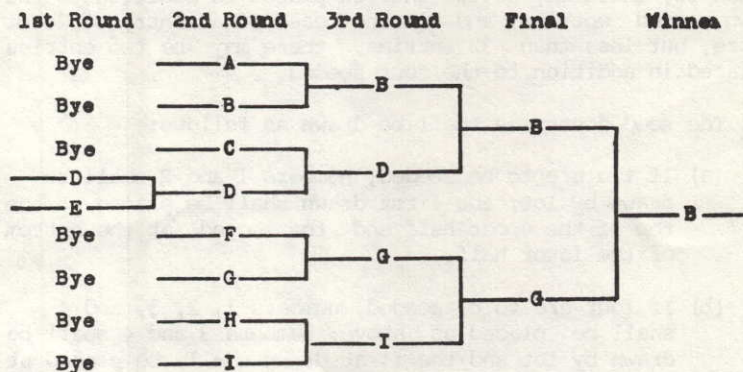 1st Round 2nd Round 3rd Round Final Winnea
Bye A
B
Bye B
B
Bye C
D D D
E
Bye F
G
Bye G
G
Bye H
I
Bye I
B